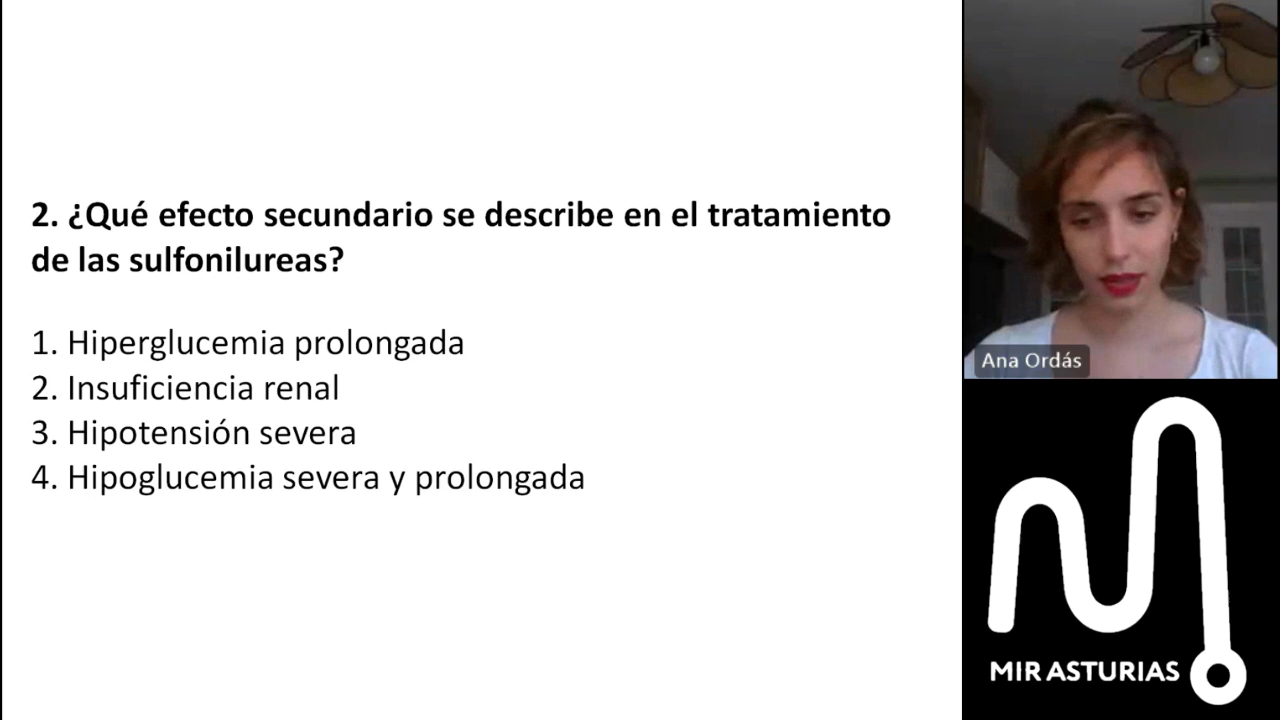 2. ¿Qué efecto secundario se describe en el tratamiento
de las sulfonilureas?
1. Hiperglucemia prolongada
2. Insuficiencia renal
3. Hipotensión severa
4. Hipoglucemia severa y prolongada
Ana Ordás
MIR ASTURIAS